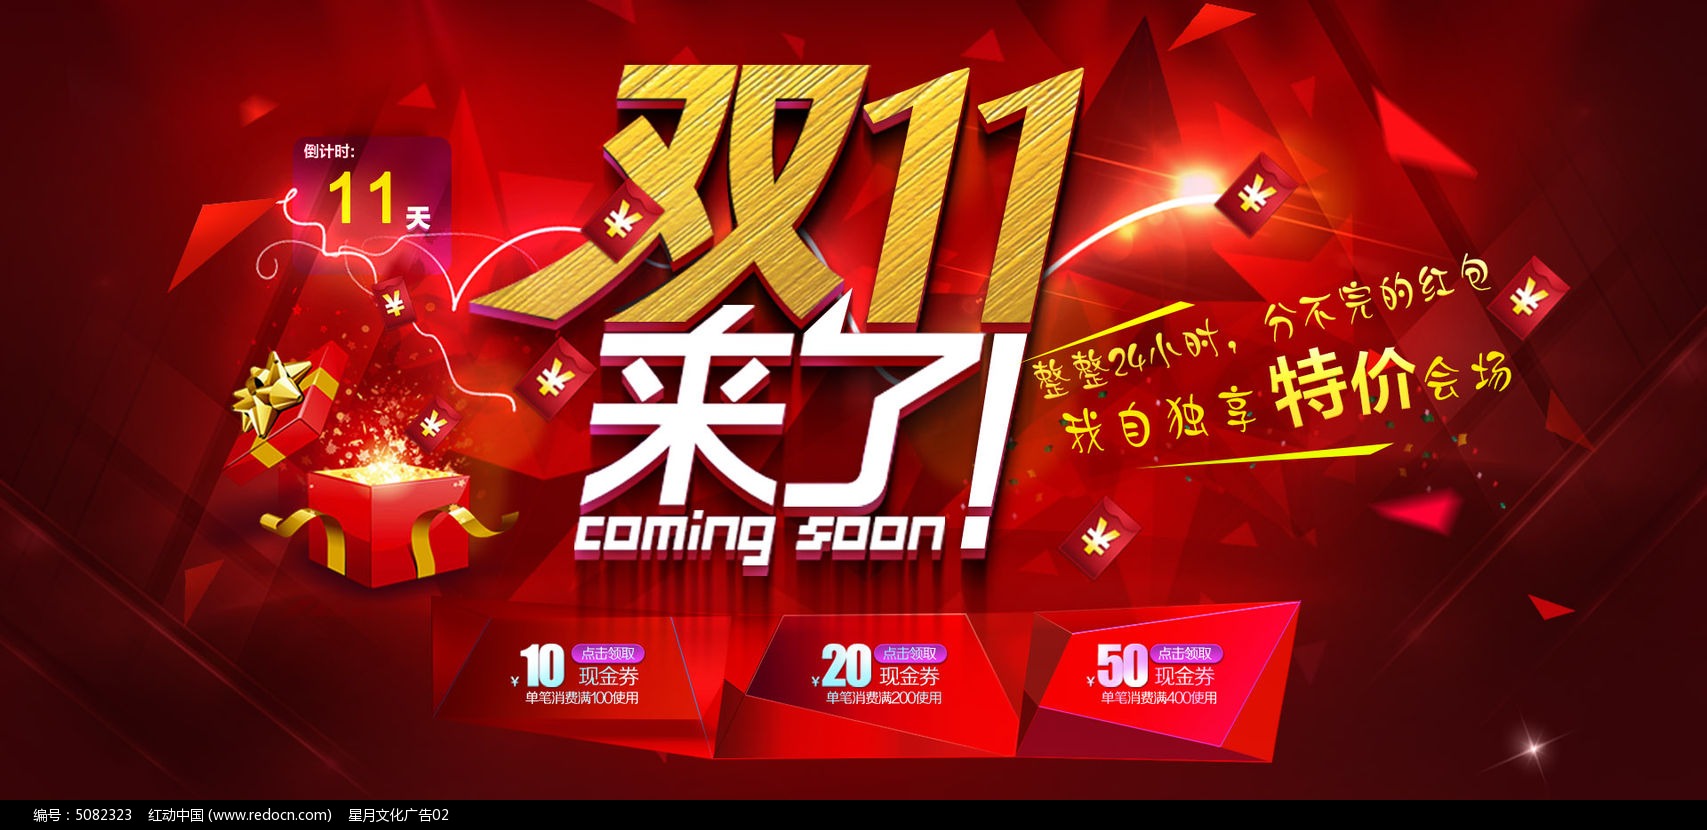 倒计时:
11天
双11
来了!
coming soon
整整24小时，分不完的红包
我自独享特价会场
¥10 点击领取
现金券
单笔消费满100使用
¥20 点击领取
现金券
单笔消费满200使用
¥50 点击领取
现金券
单笔消费满400使用
编号：5082323 红动中国 (www.redocn.com) 星月文化广告02